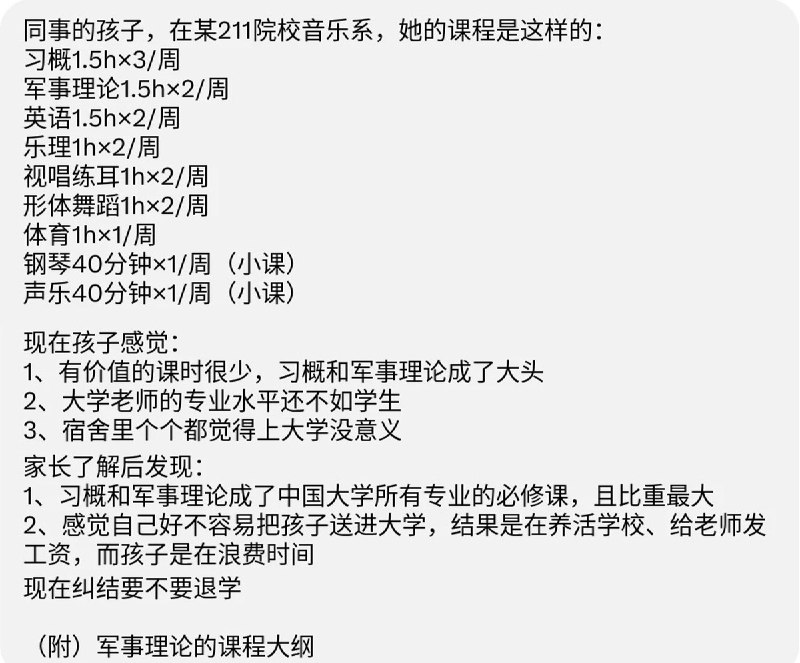 同事的孩子，在某211院校音乐系，她的课程是这样的：
习概1.5h×3/周
军事理论1.5h×2/周
英语1.5h×2/周
乐理1h×2/周
视唱练耳1h×2/周
形体舞蹈1h×2/周
体育1h×1/周
钢琴40分钟×1/周（小课）
声乐40分钟×1/周（小课）
现在孩子感觉：
1、有价值的课时很少，习概和军事理论成了大头
2、大学老师的专业水平还不如学生
3、宿舍里个个都觉得上大学没意义
家长了解后发现：
1、习概和军事理论成了中国大学所有专业的必修课，且比重最大
2、感觉自己好不容易把孩子送进大学，结果是在养活学校、给老师发
工资，而孩子是在浪费时间
现在纠结要不要退学
（附）军事理论的课程大纲